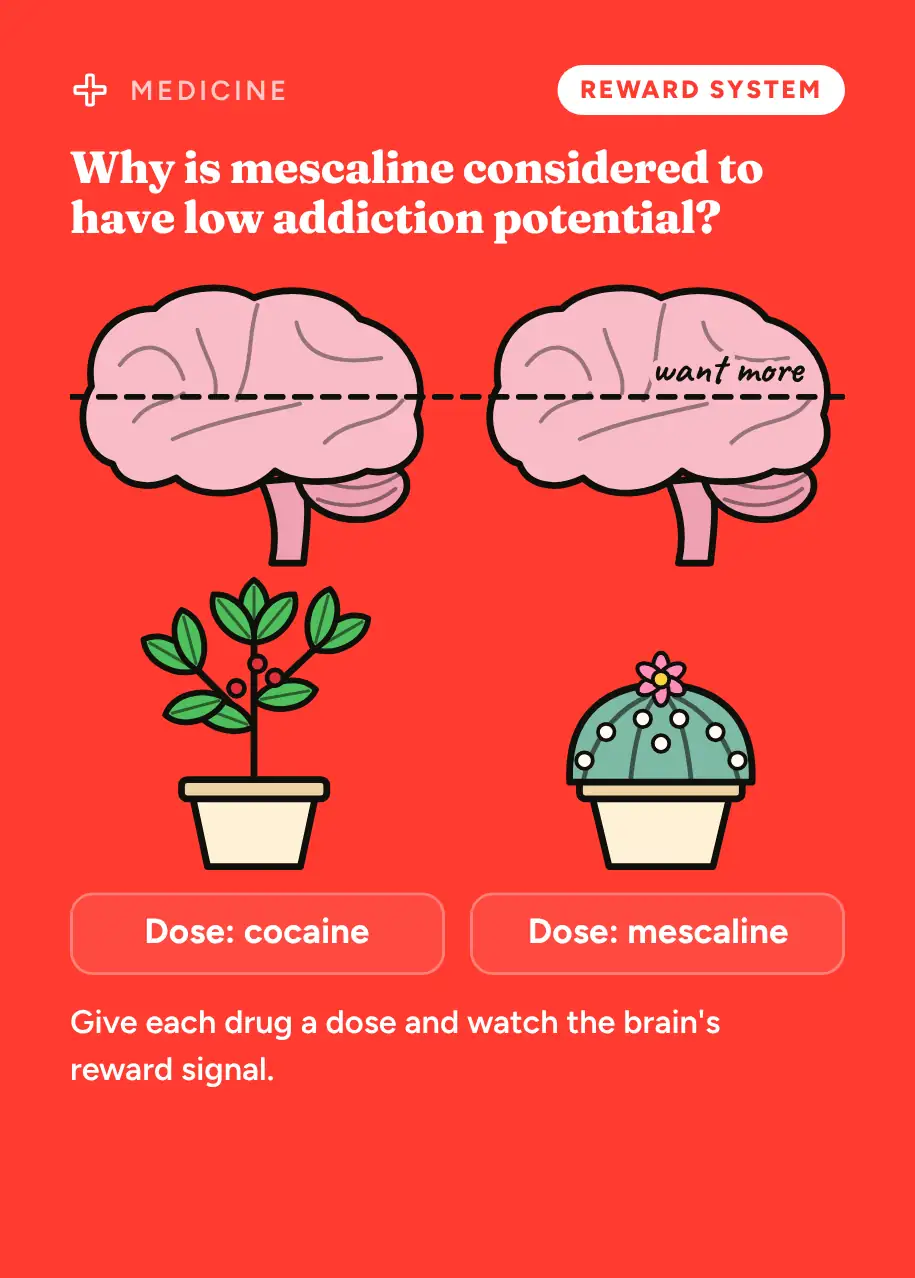 MEDICINE
REWARD SYSTEM
Why is mescaline considered to
have low addiction potential?
want more
Dose: cocaine
Dose: mescaline
Give each drug a dose and watch the brain's
reward signal.